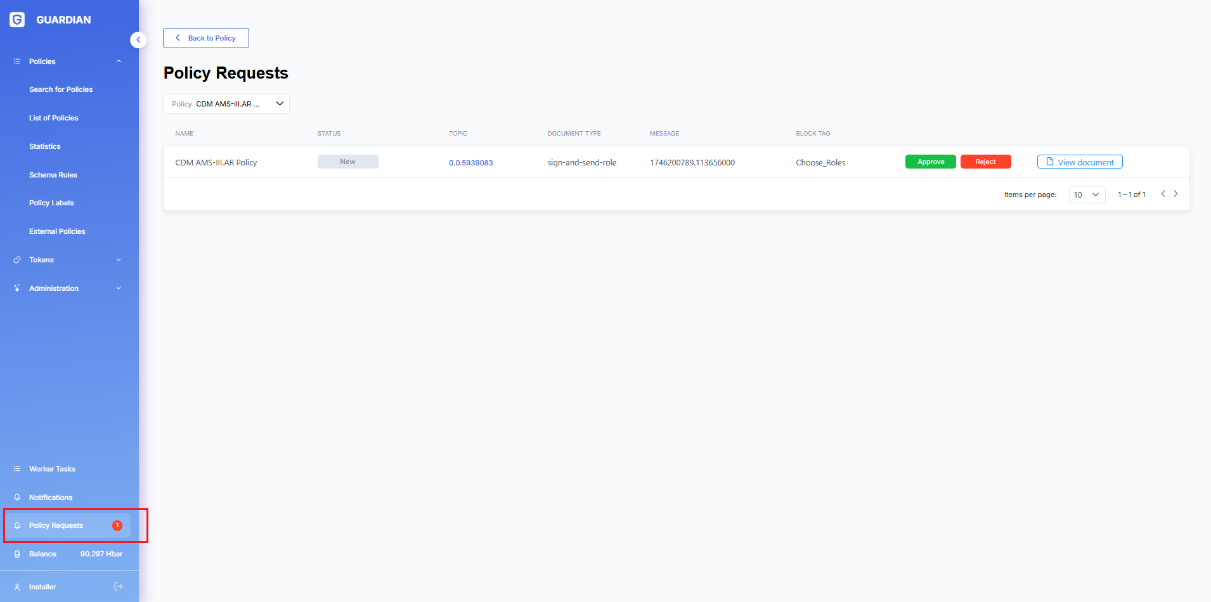 GUARDIAN
Policies
Search for Policies
List of Policies
Statistics
Schema Rules
Policy Labels
External Policies
Tokens
Administration
Worker Tasks
Notifications
Policy Requests 1
Balance 90.297 Hbar
Installer
Back to Policy
Policy Requests
Policy CDM AMS-III.AR ...
NAME STATUS TOPIC DOCUMENT TYPE MESSAGE BLOCK TAG
CDM AMS-III.AR Policy New 0.0.5939083 sign-and-send-role 1746200789.113656000 Choose_Roles Approve Reject View document
Items per page: 10 1 – 1 of 1